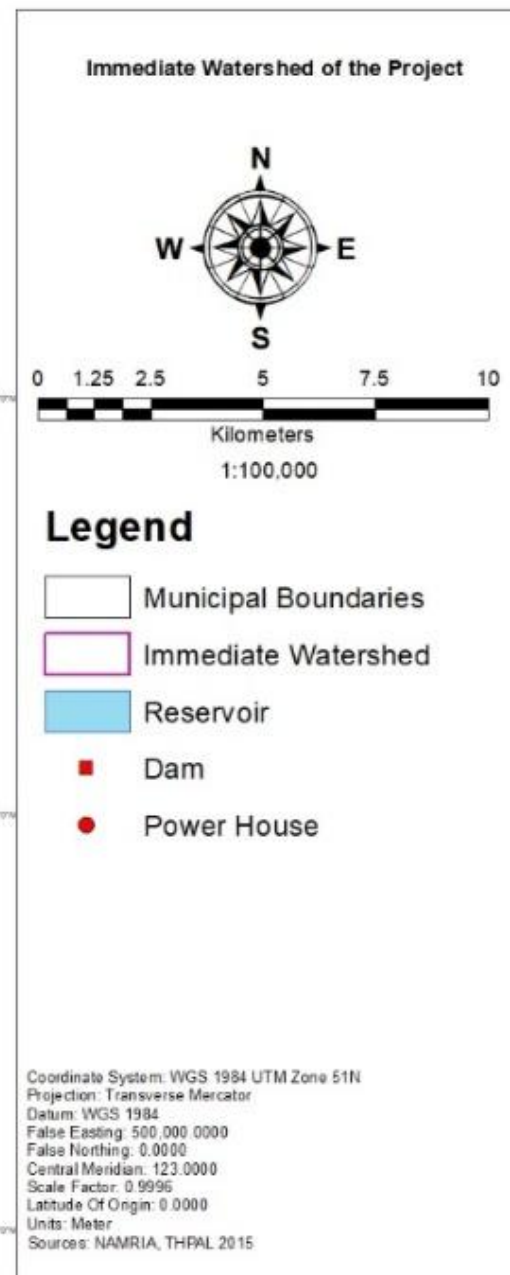 Immediate Watershed of the Project
N
W E
S
0 1.25 2.5 5 7.5 10
Kilometers
1:100,000
Legend
Municipal Boundaries
Immediate Watershed
Reservoir
Dam
Power House
Coordinate System: WGS 1984 UTM Zone 51N
Projection: Transverse Mercator
Datum: WGS 1984
False Easting: 500,000.0000
False Northing: 0.0000
Central Meridian: 123.0000
Scale Factor: 0.9996
Latitude Of Origin: 0.0000
Units: Meter
Sources: NAMRIA, THPAL 2015